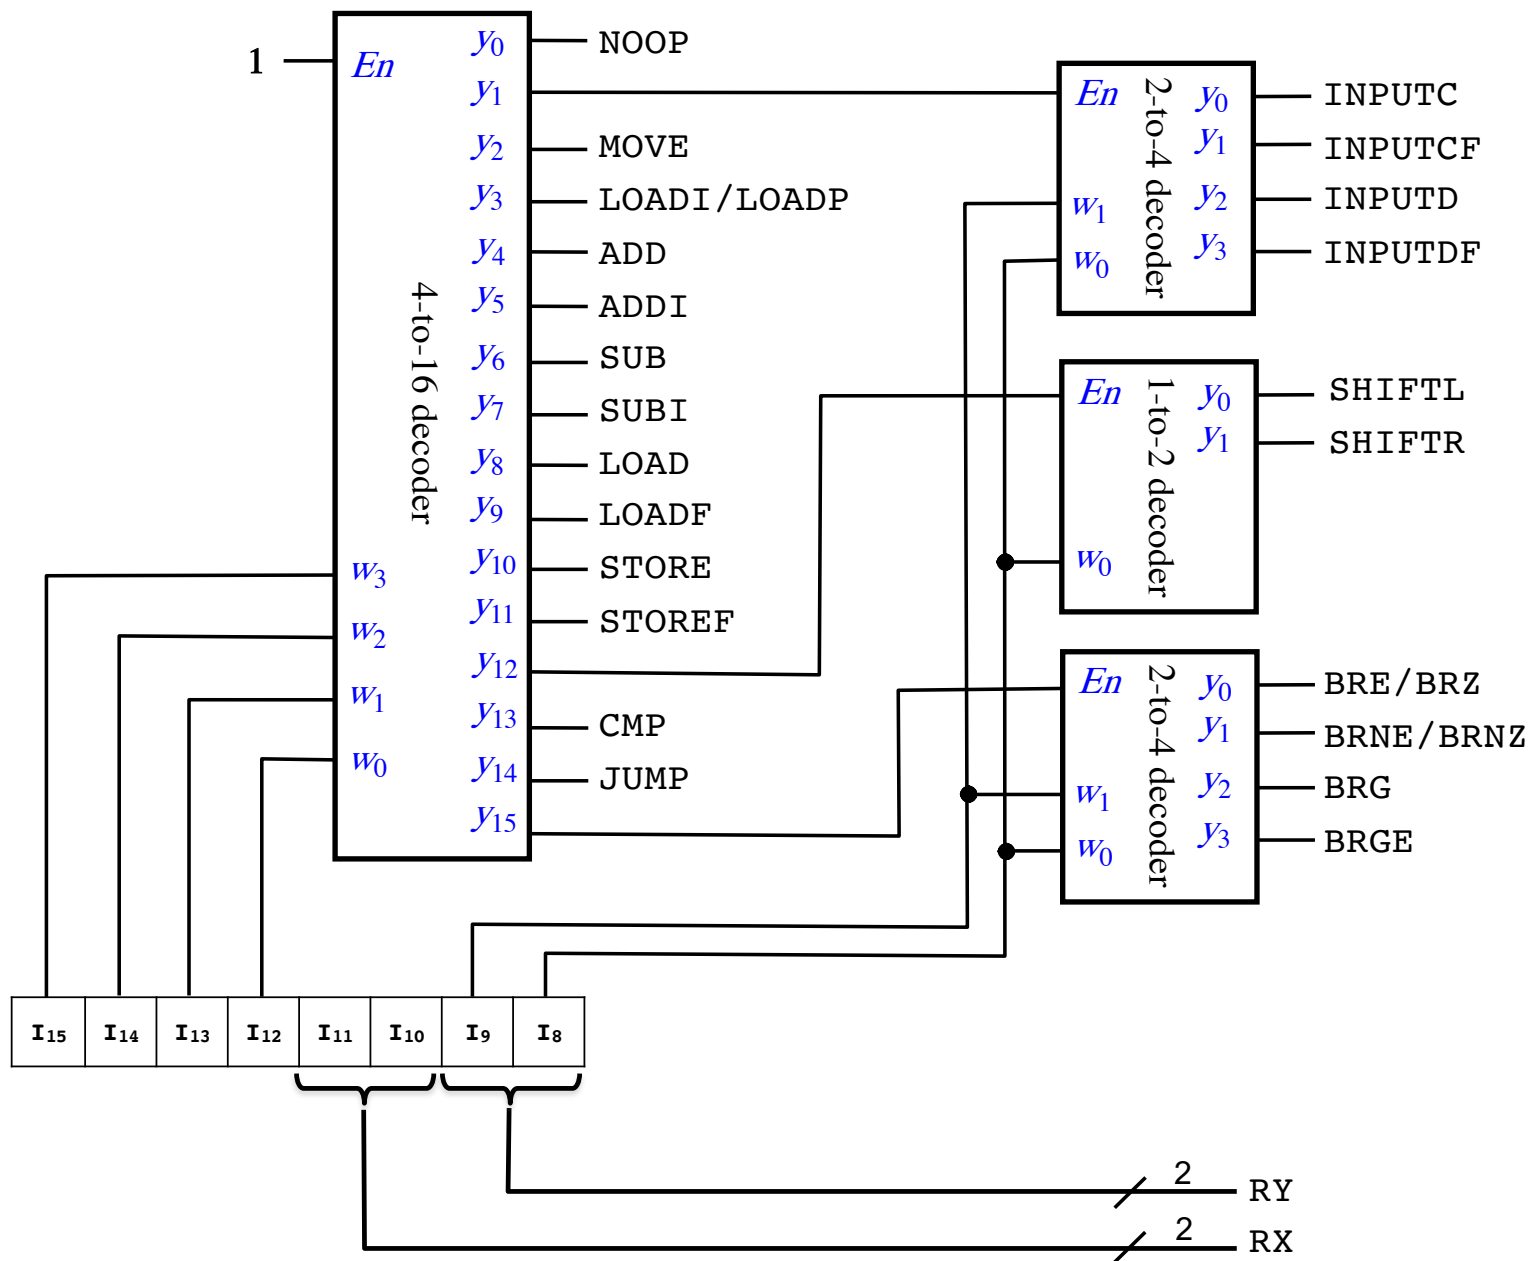 1
En
y0
NOOP
y1
y2
MOVE
y3
LOADI/LOADP
y4
ADD
y5
ADDI
y6
SUB
y7
SUBI
y8
LOAD
y9
LOADF
y10
STORE
y11
STOREF
y12
y13
CMP
y14
JUMP
y15
4-to-16 decoder
w3
w2
w1
w0
En
w1
w0
2-to-4 decoder
y0
INPUTC
y1
INPUTCF
y2
INPUTD
y3
INPUTDF
En
w0
1-to-2 decoder
y0
SHIFTL
y1
SHIFTR
En
w1
w0
2-to-4 decoder
y0
BRE/BRZ
y1
BRNE/BRNZ
y2
BRG
y3
BRGE
I15 I14 I13 I12 I11 I10 I9 I8
2
RY
2
RX